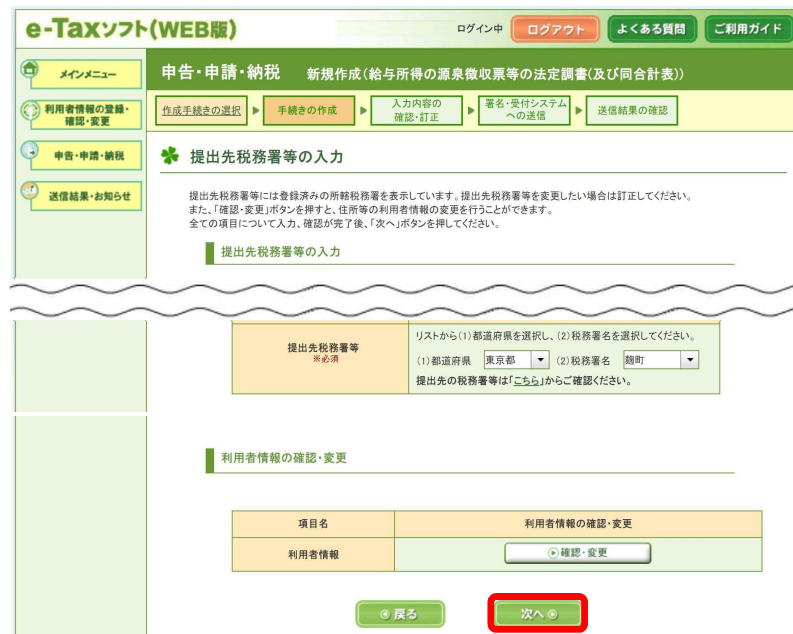 e-Taxソフト(WEB版)
ログイン中
ログアウト
よくある質問
ご利用ガイド
メインメニュー
利用者情報の登録・
確認・変更
申告・申請・納税
送信結果・お知らせ
申告・申請・納税 新規作成(給与所得の源泉徴収票等の法定調書(及び同合計表))
作成手続きの選択
手続きの作成
入力内容の
確認・訂正
署名・受付システム
への送信
送信結果の確認
提出先税務署等の入力
提出先税務署等には登録済みの所轄税務署を表示しています。提出先税務署等を変更したい場合は訂正してください。
また、「確認・変更」ボタンを押すと、住所等の利用者情報の変更を行うことができます。
全ての項目について入力、確認が完了後、「次へ」ボタンを押してください。
提出先税務署等の入力
提出先税務署等
※必須
リストから(1)都道府県を選択し、(2)税務署名を選択してください。
(1)都道府県 東京都 (2)税務署名 麹町
提出先の税務署等は「こちら」からご確認ください。
利用者情報の確認・変更
項目名 利用者情報の確認・変更
利用者情報 確認・変更
戻る 次へ